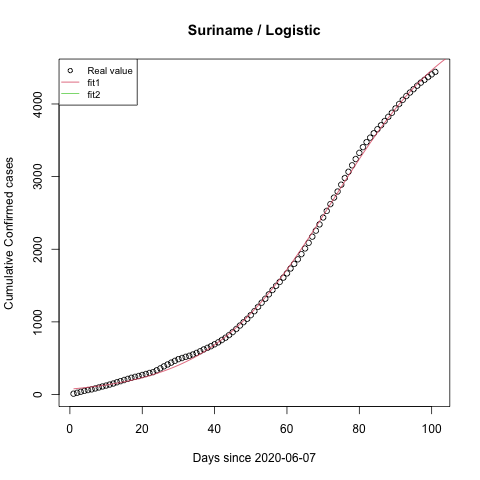 Suriname / Logistic
Real value
fit1
fit2
Cumulative Confirmed cases
4000
3000
2000
1000
0
0 20 40 60 80 100
Days since 2020-06-07